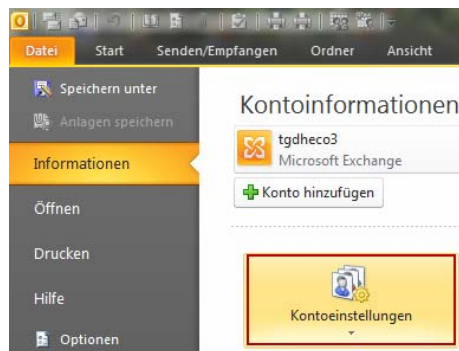 Datei Start Senden/Empfangen Ordner Ansicht
Speichern unter
Anlagen speichern
Informationen
Öffnen
Drucken
Hilfe
Optionen
Kontoinformationen
tgdheco3
Microsoft Exchange
Konto hinzufügen
Kontoeinstellungen